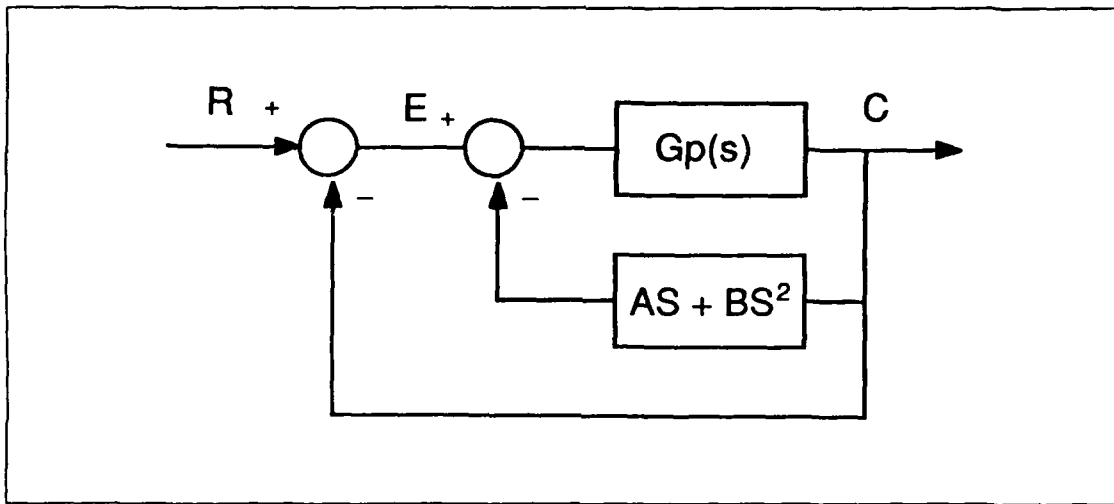 R + E + Gp(s) C
− −
AS + BS²